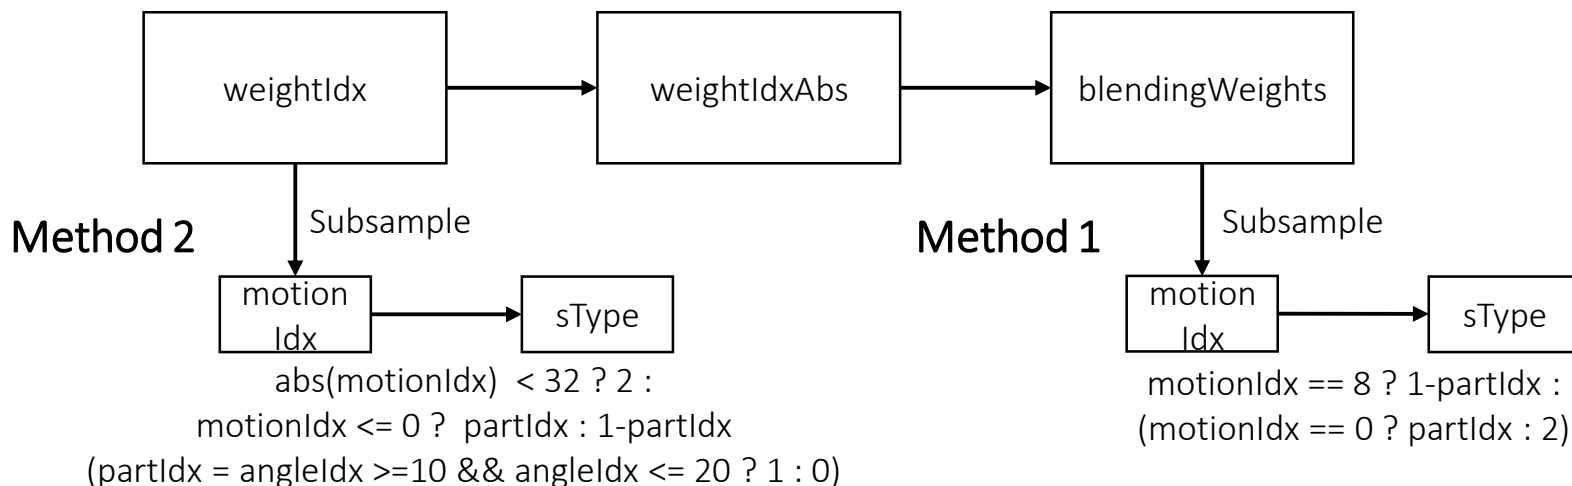 weightIdx
weightIdxAbs
blendingWeights
Method 2
Subsample
Method 1
Subsample
motion
Idx
sType
motion
Idx
sType
abs(motionIdx) < 32 ? 2 :
motionIdx <= 0 ? partIdx : 1-partIdx
(partIdx = angleIdx >=10 && angleIdx <= 20 ? 1 : 0)
motionIdx == 8 ? 1-partIdx :
(motionIdx == 0 ? partIdx : 2)